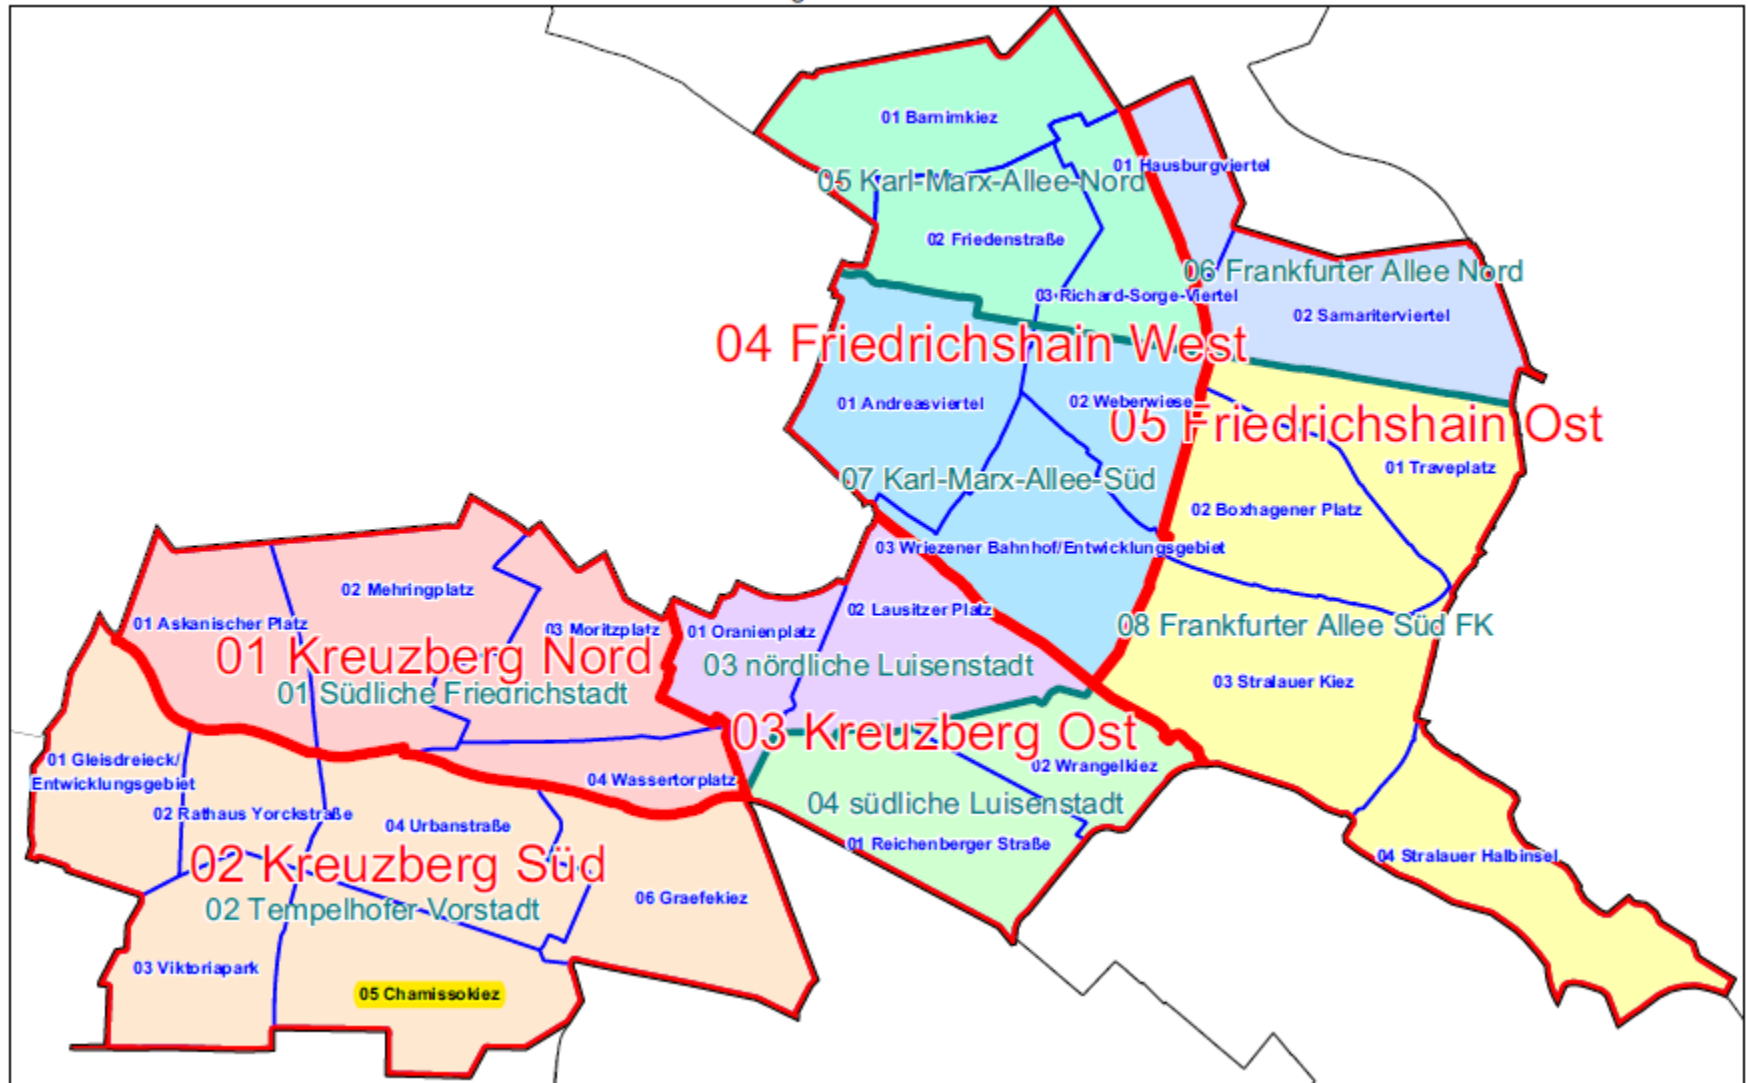 01 Barnimkiez
01 Hausburgviertel
05 Karl-Marx-Allee-Nord
02 Friedenstraße
06 Frankfurter Allee Nord
03 Richard-Sorge-Viertel
02 Samariterviertel
04 Friedrichshain West
01 Andreasviertel
02 Weberwiese
05 Friedrichshain Ost
01 Traveplatz
07 Karl-Marx-Allee-Süd
02 Boxhagener Platz
03 Wriezener Bahnhof/Entwicklungsgebiet
02 Mehringplatz
02 Lausitzer Platz
01 Askanischer Platz
03 Moritzplatz
01 Oranienplatz
08 Frankfurter Allee Süd FK
01 Kreuzberg Nord
03 nördliche Luisenstadt
01 Südliche Friedrichstadt
03 Stralauer Kiez
03 Kreuzberg Ost
01 Gleisdreieck/
Entwicklungsgebiet
04 Wassertorplatz
02 Wrangelkiez
04 südliche Luisenstadt
02 Rathaus Yorckstraße
04 Urbanstraße
01 Reichenberger Straße
04 Stralauer Halbinsel
02 Kreuzberg Süd
06 Graefekiez
02 Tempelhofer Vorstadt
03 Viktoriapark
05 Chamissokiez